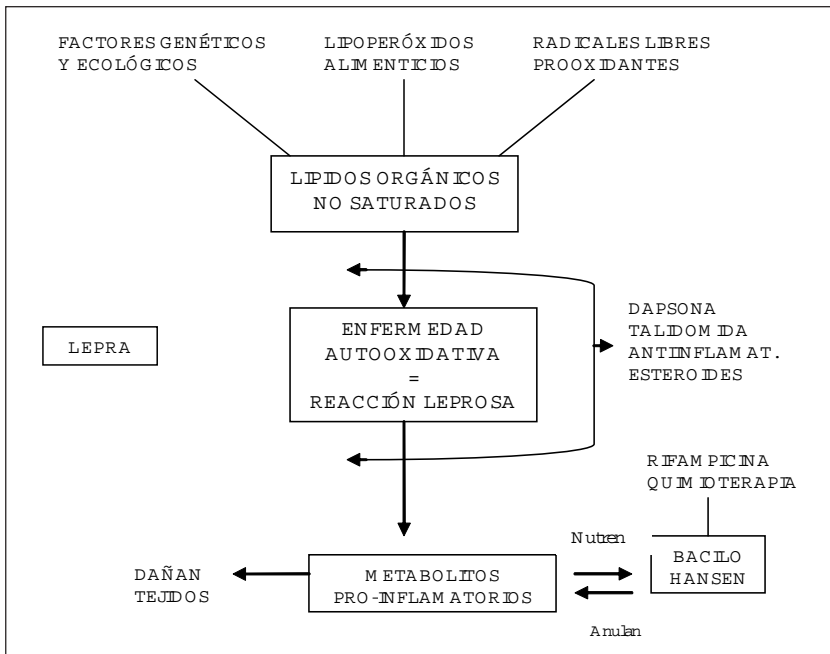 FACTORES GENÉTICOS
Y ECOLÓGICOS
LIPOPERÓXIDOS
ALIMENTICIOS
RADICALES LIBRES
PROOXIDANTES
LIPIDOS ORGÁNICOS
NO SATURADOS
LEPRA
ENFERMEDAD
AUTOOXIDATIVA
=
REACCIÓN LEPROSA
DAPSONA
TALIDOMIDA
ANTIINFLAMAT.
ESTEROIDES
RIFAMPICINA
QUIMIOTERAPIA
DAÑAN
TEJIDOS
METABOLITOS
PRO-INFLAMATORIOS
Nutren
Anulan
BACILO
HANSEN